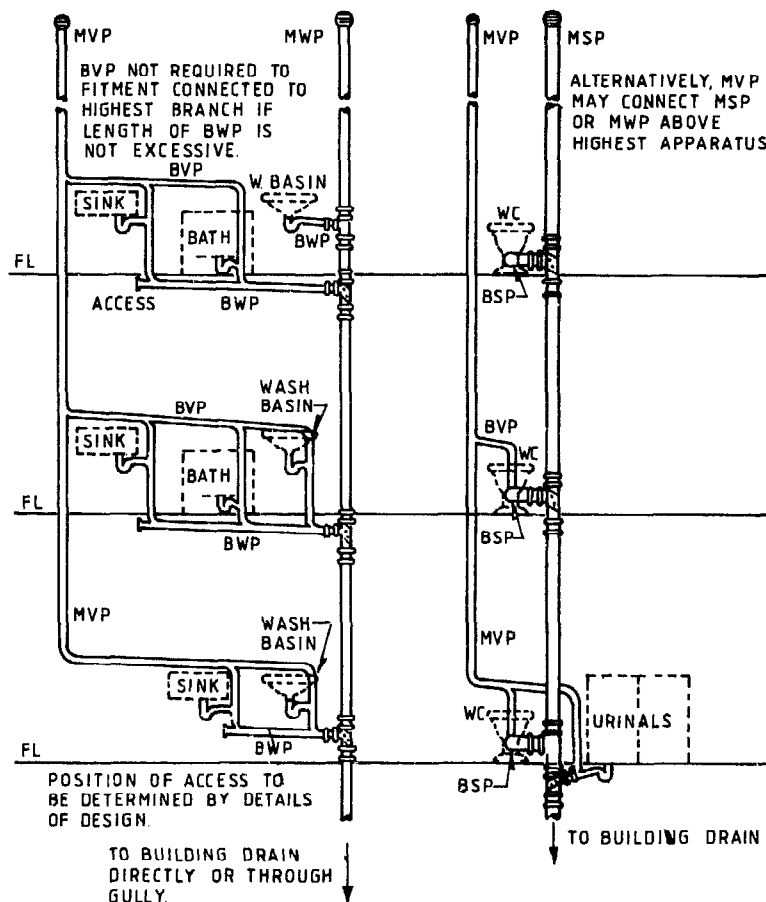 MVP
MWP
MVP
MSP
BVP NOT REQUIRED TO
FITMENT CONNECTED TO
HIGHEST BRANCH IF
LENGTH OF BWP IS
NOT EXCESSIVE.
ALTERNATIVELY, MVP
MAY CONNECT MSP
OR MWP ABOVE
HIGHEST APPARATUS
BVP
W. BASIN
SINK
BATH
BWP
WC
FL
ACCESS
BWP
BSP
BVP
WASH
BASIN
SINK
BATH
BVP
WC
FL
BWP
BSP
MVP
WASH
BASIN
MVP
SINK
WC
URINALS
BWP
FL
BSP
POSITION OF ACCESS TO
BE DETERMINED BY DETAILS
OF DESIGN.
TO BUILDING DRAIN
DIRECTLY OR THROUGH
GULLY.
TO BUILDING DRAIN